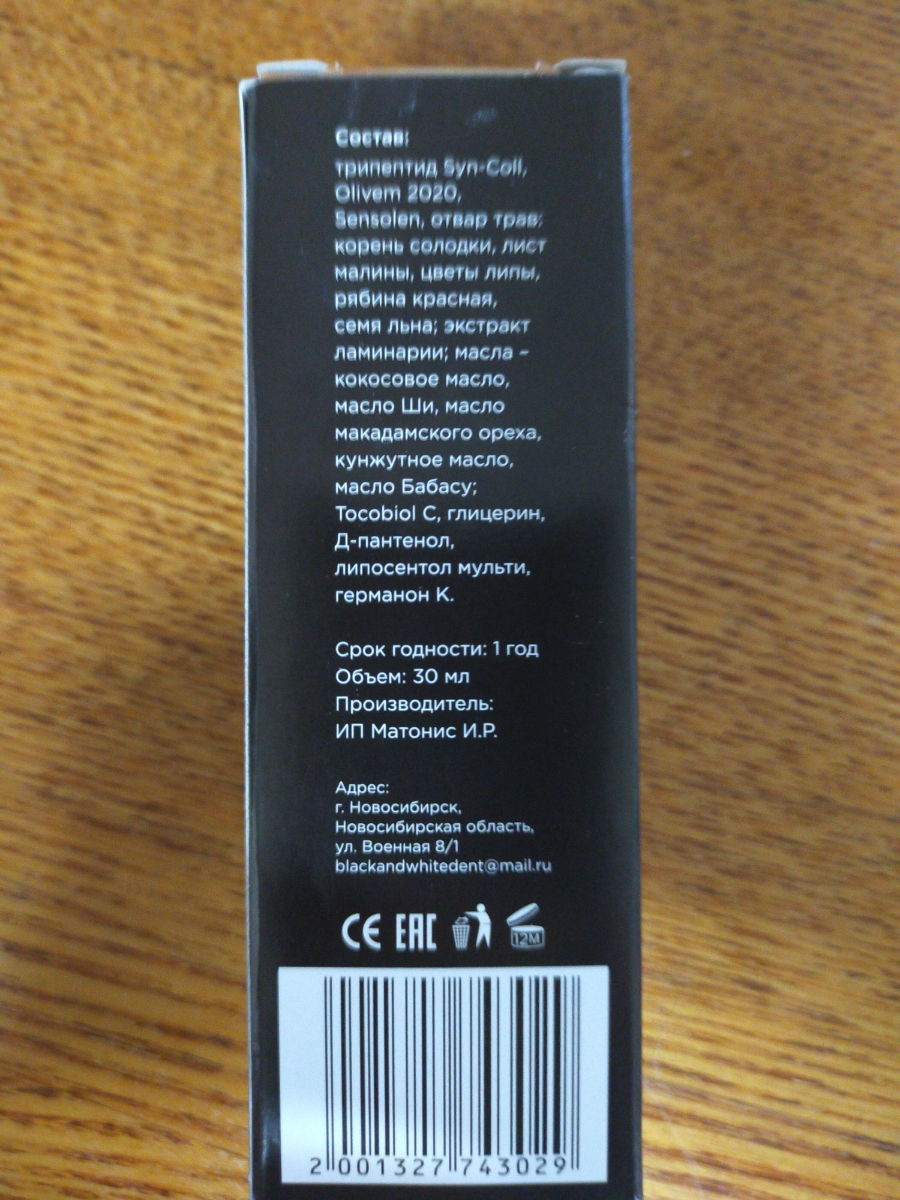 Состав:
трипептид Syn-Coll,
Olivem 2020,
Sensolen, отвар трав:
корень солодки, лист
малины, цветы липы,
рябина красная,
семя льна; экстракт
ламинарии; масла –
кокосовое масло,
масло Ши, масло
макадамского ореха,
кунжутное масло,
масло Бабасу;
Tocobiol C, глицерин,
Д-пантенол,
липосентол мульти,
германон К.
Срок годности: 1 год
Объем: 30 мл
Производитель:
ИП Матонис И.Р.
Адрес:
г. Новосибирск,
Новосибирская область,
ул. Военная 8/1
blackandwhitedent@mail.ru
CE EAC 12M
2 001327 743029